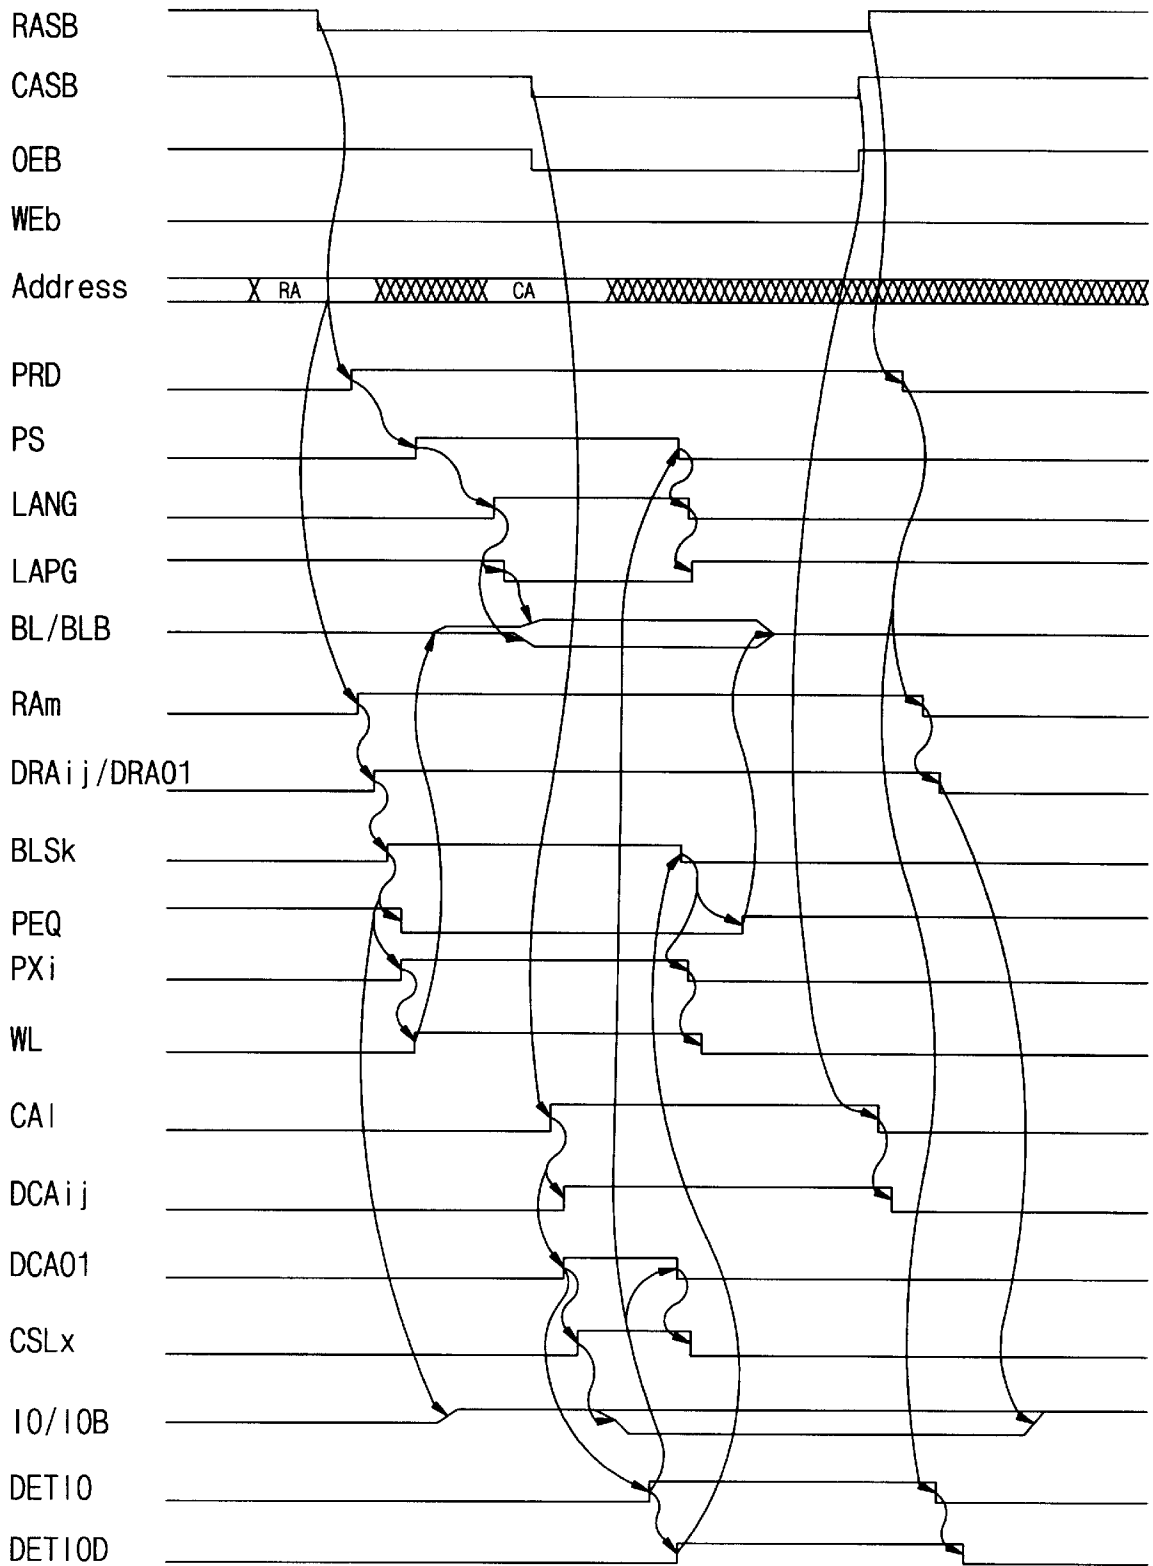 RASB
CASB
OEB
WEb
Address RA CA
PRD
PS
LANG
LAPG
BL/BLB
RAm
DRAij/DRA01
BLSk
PEQ
PXi
WL
CAl
DCAij
DCA01
CSLx
IO/IOB
DETIO
DETIOD